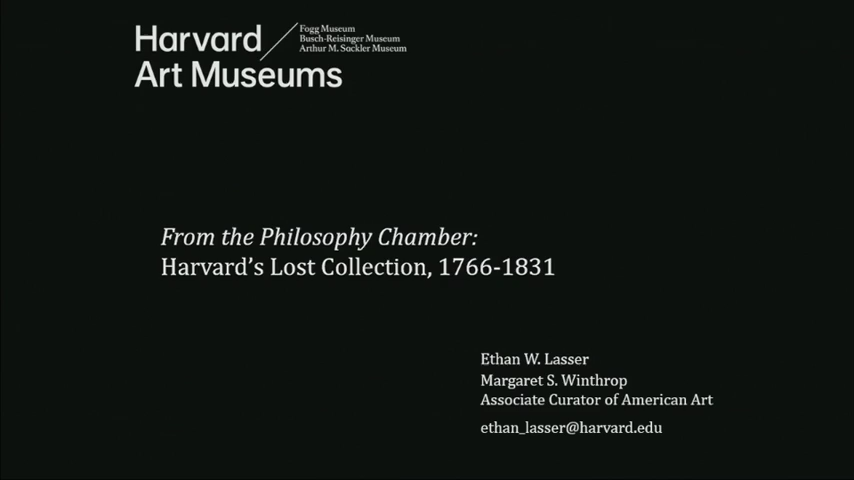 Harvard
Art Museums
Fogg Museum
Busch-Reisinger Museum
Arthur M. Sackler Museum
From the Philosophy Chamber:
Harvard's Lost Collection, 1766-1831
Ethan W. Lasser
Margaret S. Winthrop
Associate Curator of American Art
ethan_lasser@harvard.edu